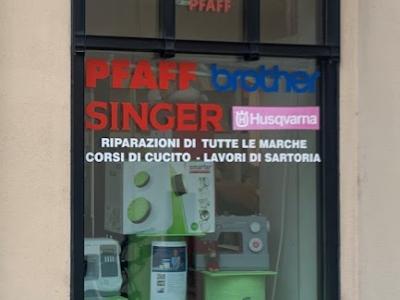 PFAFF
PFAFF brother
SINGER Husqvarna
RIPARAZIONI DI TUTTE LE MARCHE
CORSI DI CUCITO - LAVORI DI SARTORIA